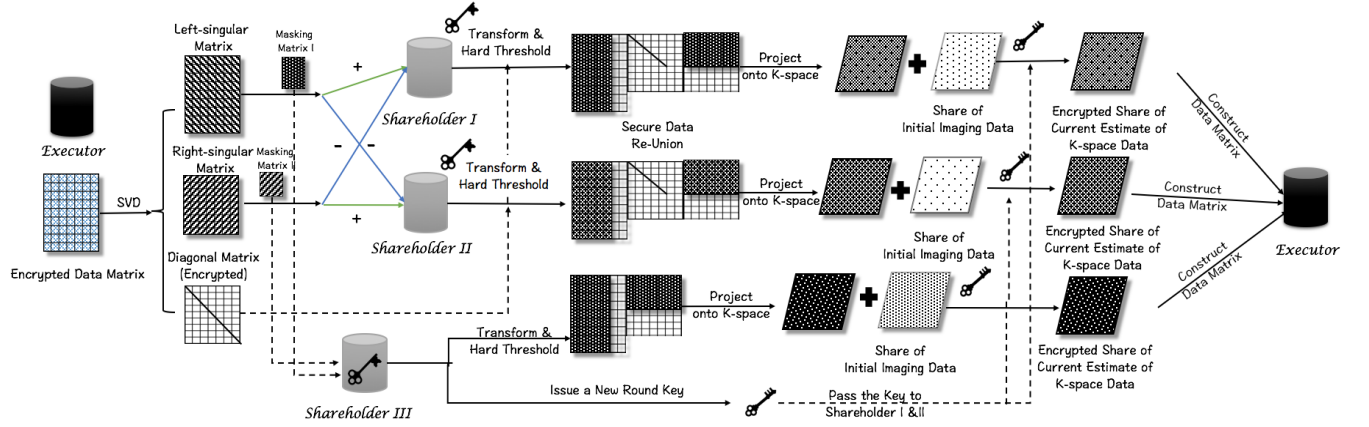 Left-singular
Matrix
Masking
Matrix I
+
Shareholder I
Transform &
Hard Threshold
Project
onto K-space
Share of
Initial Imaging Data
Encrypted Share of
Current Estimate of
K-space Data
Secure Data
Re-Union
Executor
Right-singular
Matrix
Masking
Matrix
-
-
+
Shareholder II
Transform &
Hard Threshold
Project
onto K-space
Share of
Initial Imaging Data
Encrypted Share of
Current Estimate of
K-space Data
SVD
Encrypted Data Matrix
Diagonal Matrix
(Encrypted)
Construct
Data Matrix
Construct
Data Matrix
Construct
Data Matrix
Executor
Transform &
Hard Threshold
Project
onto K-space
Share of
Initial Imaging Data
Encrypted Share of
Current Estimate of
K-space Data
Shareholder III
Issue a New Round Key
Pass the Key to
Shareholder I &II